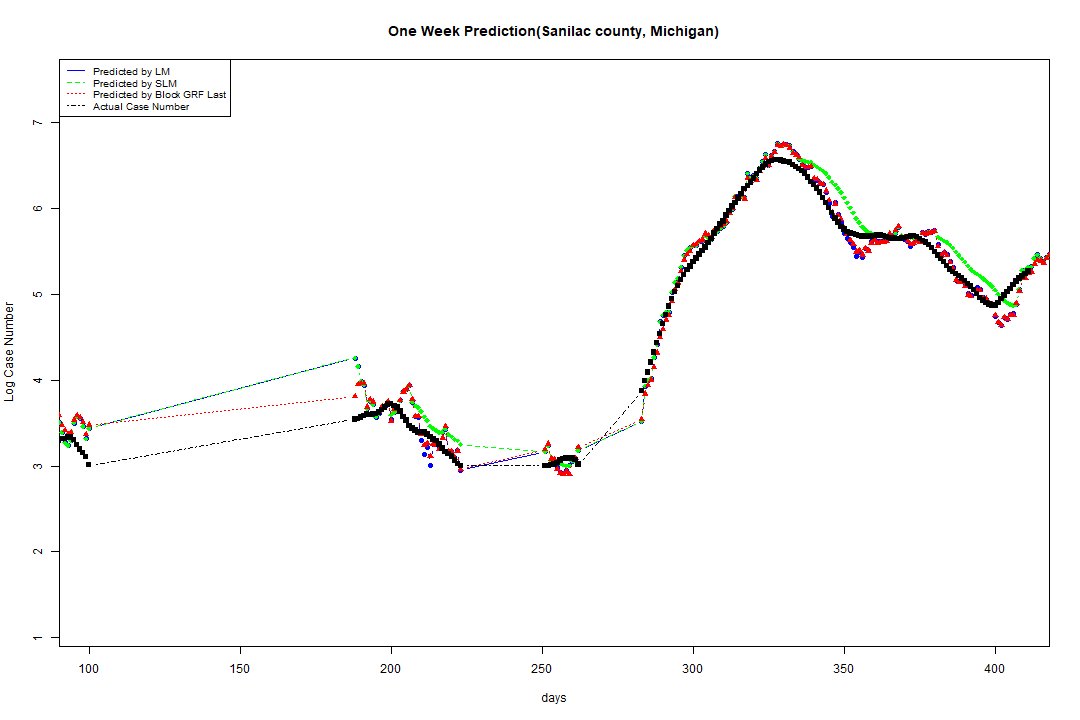 One Week Prediction(Sanilac county, Michigan)
Predicted by LM
Predicted by SLM
Predicted by Block GRF Last
Actual Case Number
7
6
5
4
3
2
1
Log Case Number
100 150 200 250 300 350 400
days